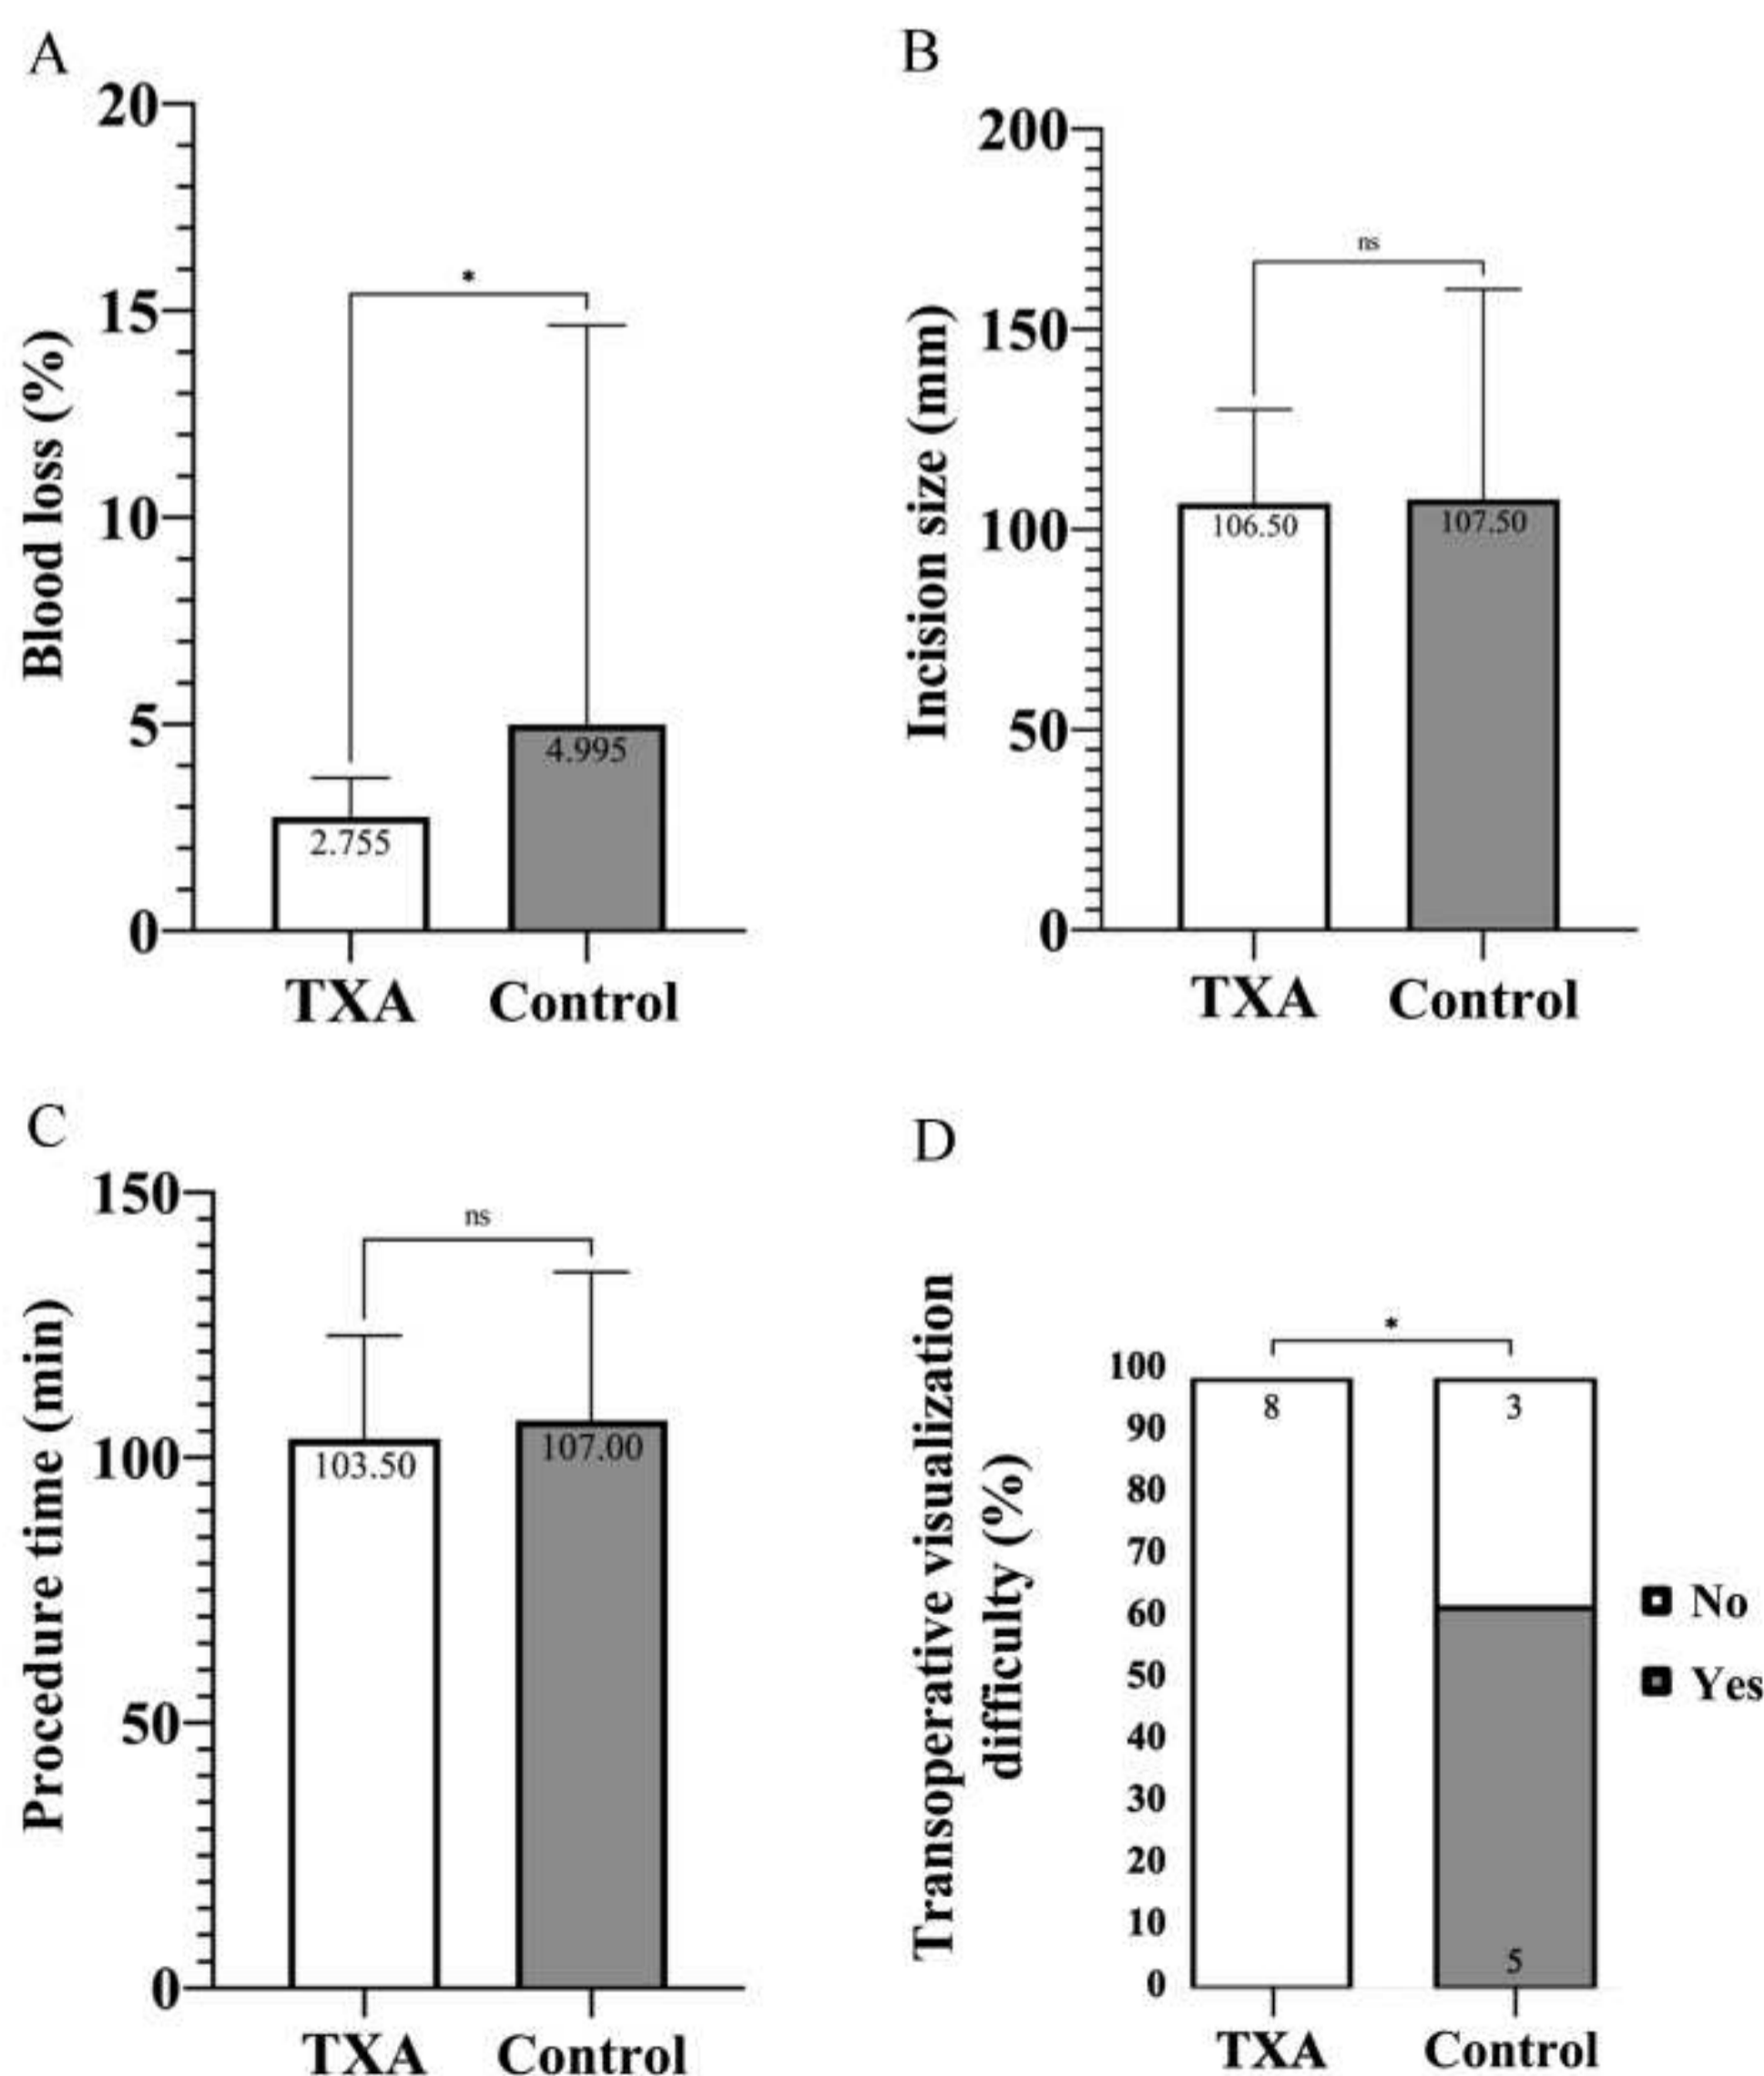 A
Blood loss (%)
20
15
10
5
0
*
2.755
4.995
TXA Control
B
Incision size (mm)
200
150
100
50
0
ns
106.50
107.50
TXA Control
C
Procedure time (min)
150
100
50
0
ns
103.50
107.00
TXA Control
D
Transoperative visualization
difficulty (%)
100
90
80
70
60
50
40
30
20
10
0
*
8
3
5
TXA Control
No
Yes